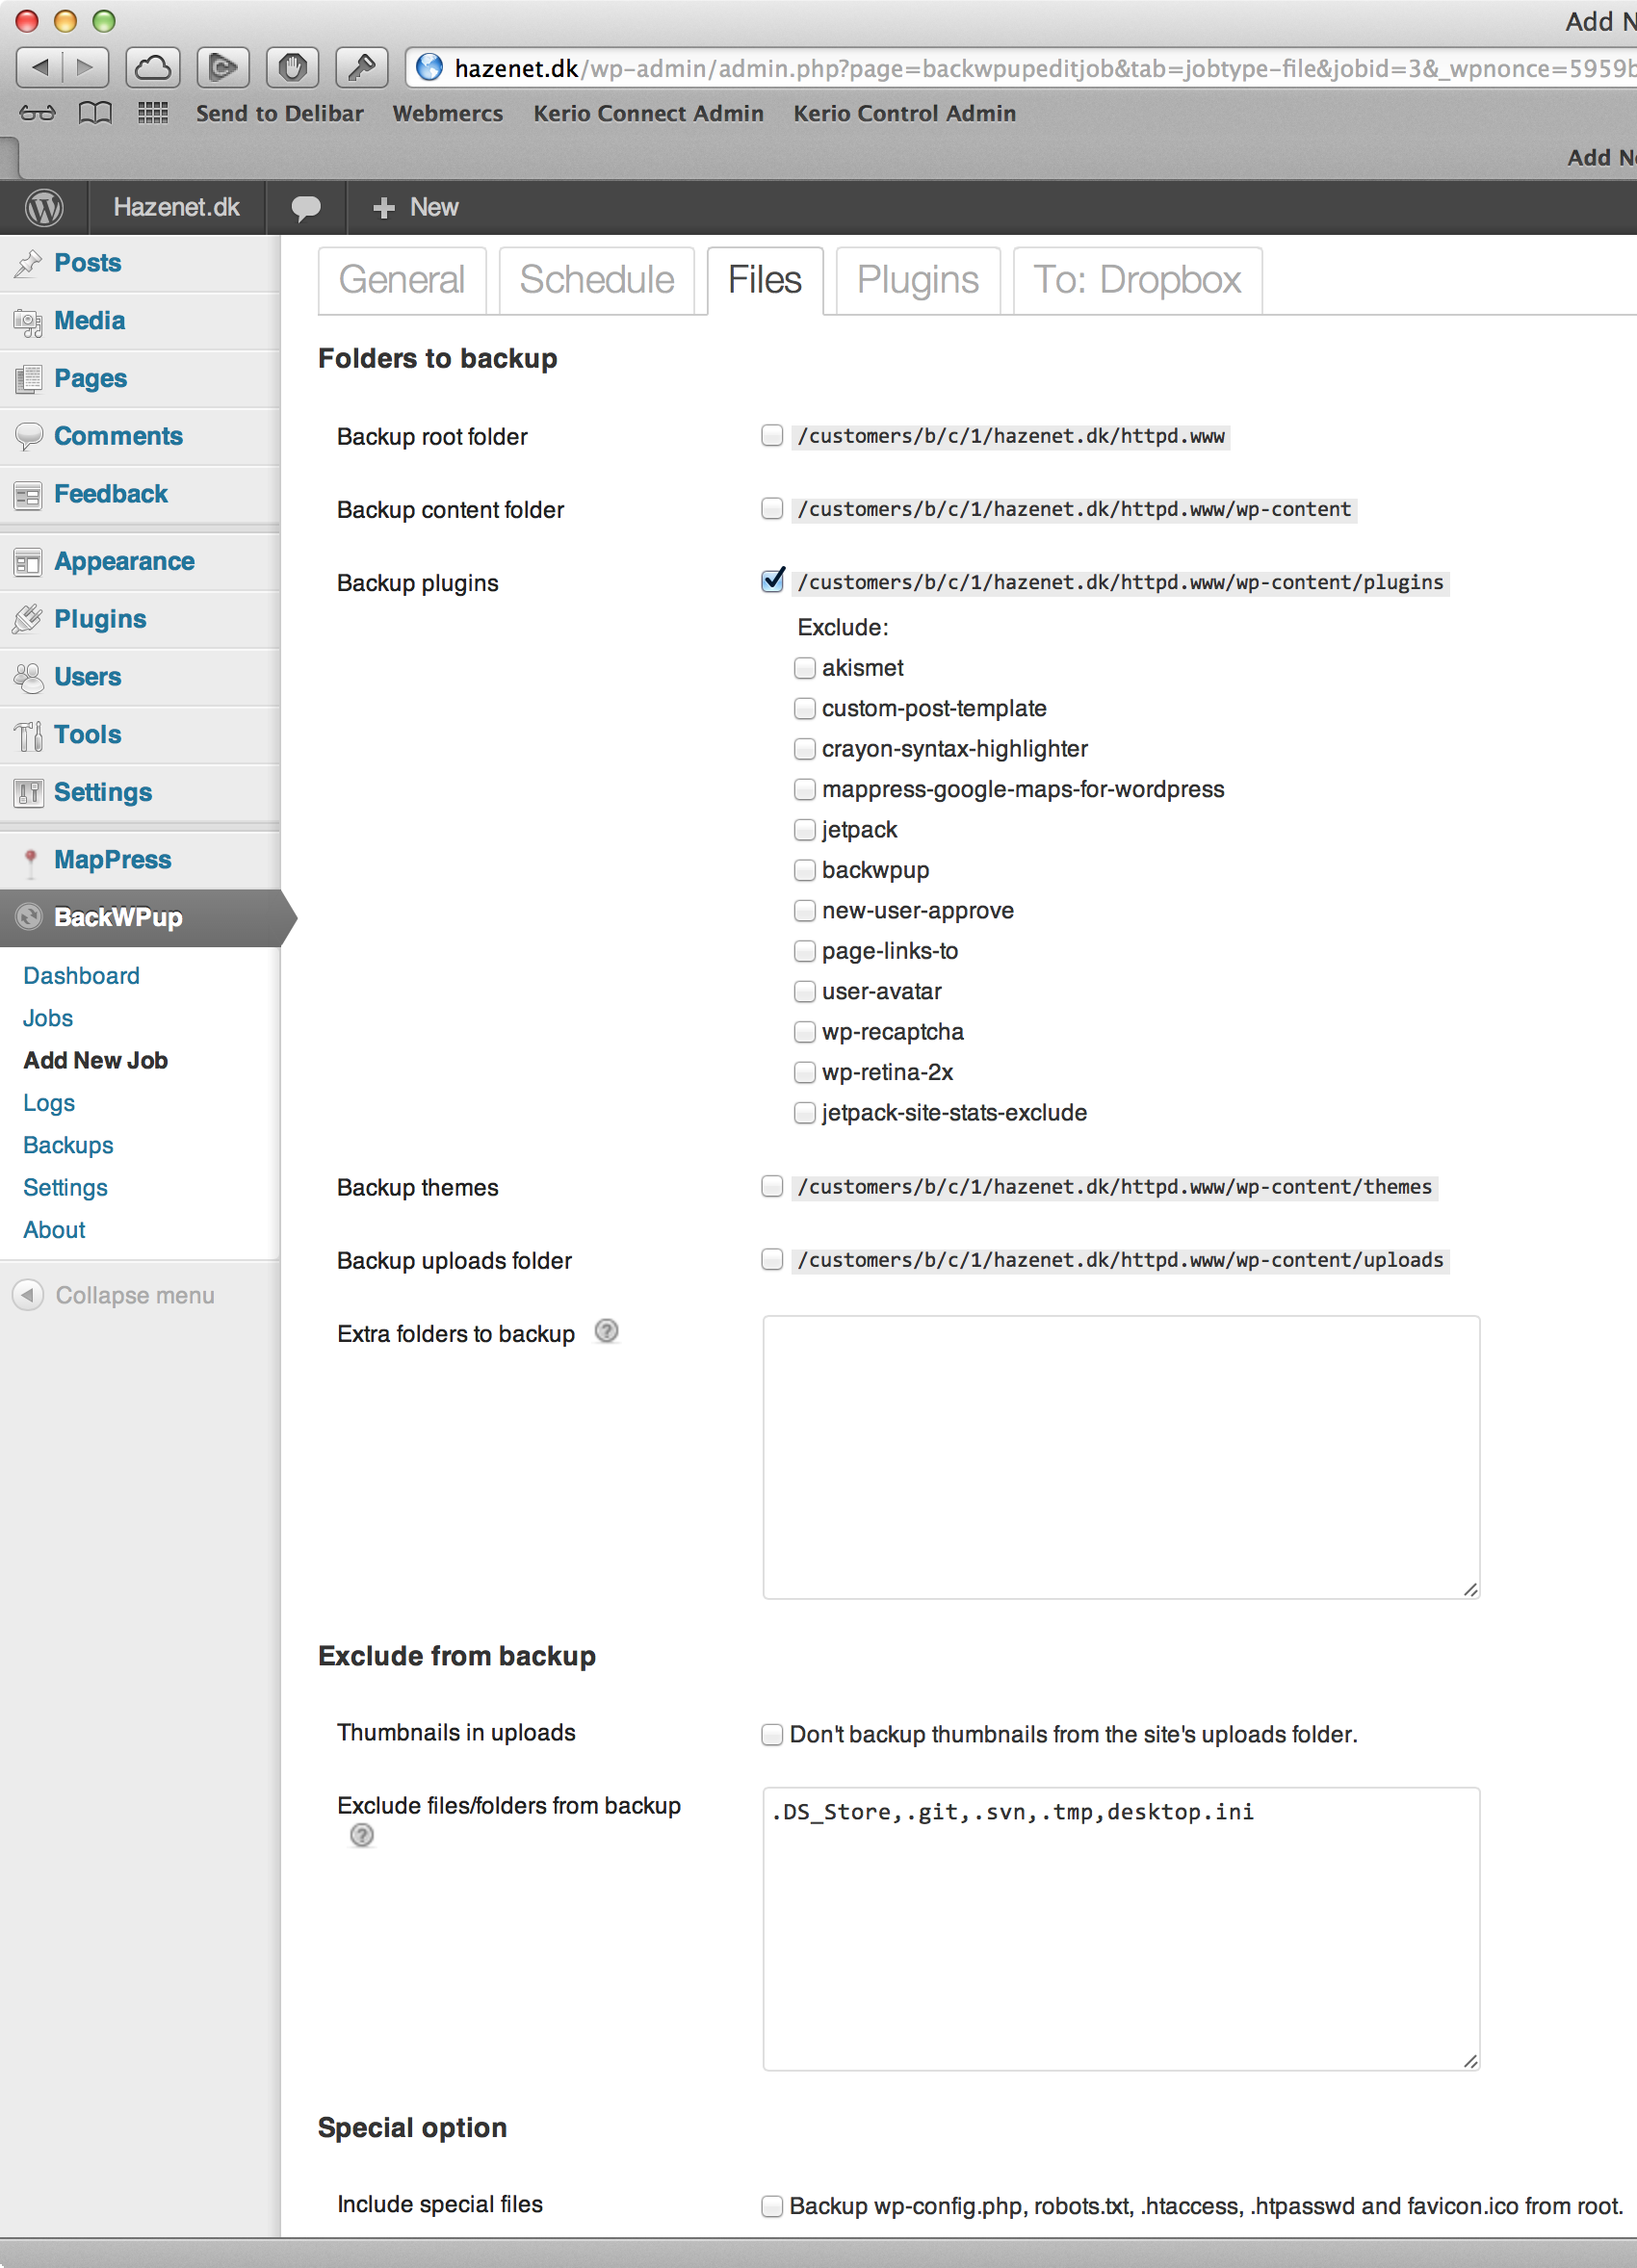 Add N
hazenet.dk/wp-admin/admin.php?page=backwpupeditjob&tab=jobtype-file&jobid=3&_wpnonce=5959b
Send to Delibar Webmercs Kerio Connect Admin Kerio Control Admin
Add N
Hazenet.dk New
Posts
Media
Pages
Comments
Feedback
Appearance
Plugins
Users
Tools
Settings
MapPress
BackWPup
Dashboard
Jobs
Add New Job
Logs
Backups
Settings
About
Collapse menu
General Schedule Files Plugins To: Dropbox
Folders to backup
Backup root folder /customers/b/c/1/hazenet.dk/httpd.www
Backup content folder /customers/b/c/1/hazenet.dk/httpd.www/wp-content
Backup plugins /customers/b/c/1/hazenet.dk/httpd.www/wp-content/plugins
Exclude:
akismet
custom-post-template
crayon-syntax-highlighter
mappress-google-maps-for-wordpress
jetpack
backwpup
new-user-approve
page-links-to
user-avatar
wp-recaptcha
wp-retina-2x
jetpack-site-stats-exclude
Backup themes /customers/b/c/1/hazenet.dk/httpd.www/wp-content/themes
Backup uploads folder /customers/b/c/1/hazenet.dk/httpd.www/wp-content/uploads
Extra folders to backup ?
Exclude from backup
Thumbnails in uploads Don't backup thumbnails from the site's uploads folder.
Exclude files/folders from backup .DS_Store,.git,.svn,.tmp,desktop.ini
?
Special option
Include special files Backup wp-config.php, robots.txt, .htaccess, .htpasswd and favicon.ico from root.